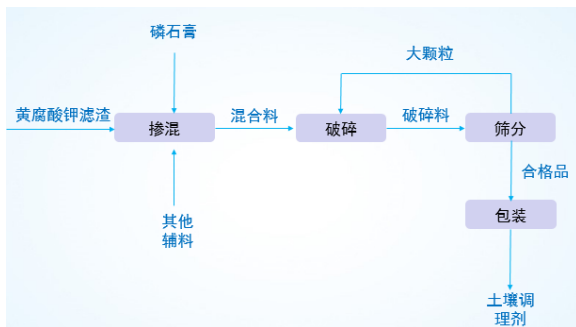 磷石膏
大颗粒
黄腐酸钾滤渣
掺混
混合料
破碎
破碎料
筛分
合格品
其他
辅料
包装
土壤调
理剂